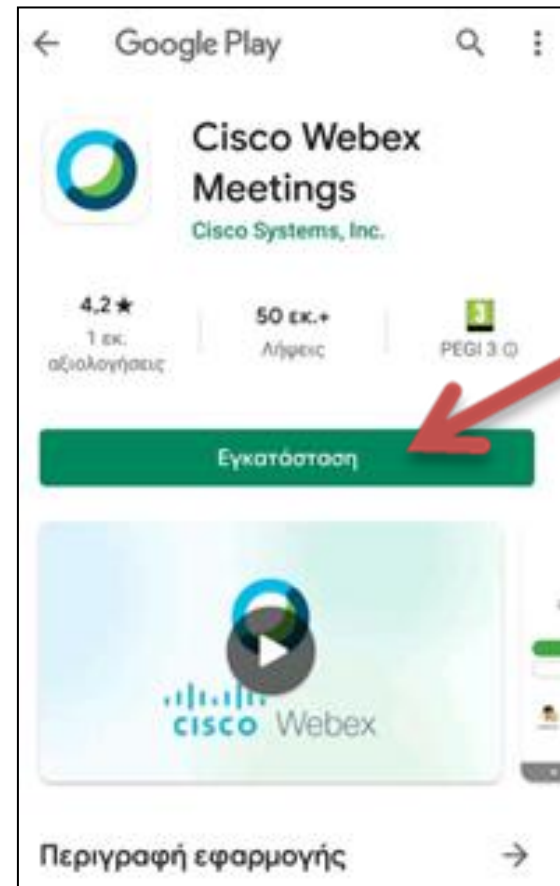 Google Play
Cisco Webex
Meetings
Cisco Systems, Inc.
4,2★
1 εκ.
αξιολογήσεις
50 εκ.+
Λήψεις
3
PEGI 3
Εγκατάσταση
cisco Webex
Περιγραφή εφαρμογής